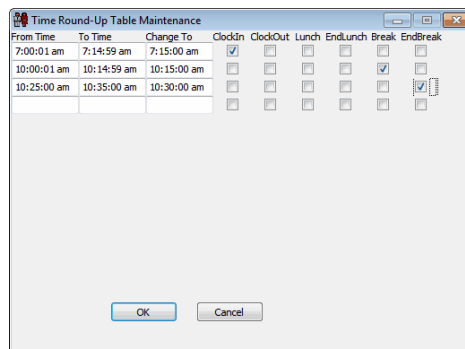 Time Round-Up Table Maintenance
From Time To Time Change To ClockIn ClockOut Lunch EndLunch Break EndBreak
7:00:01 am 7:14:59 am 7:15:00 am
10:00:01 am 10:14:59 am 10:15:00 am
10:25:00 am 10:35:00 am 10:30:00 am
OK Cancel